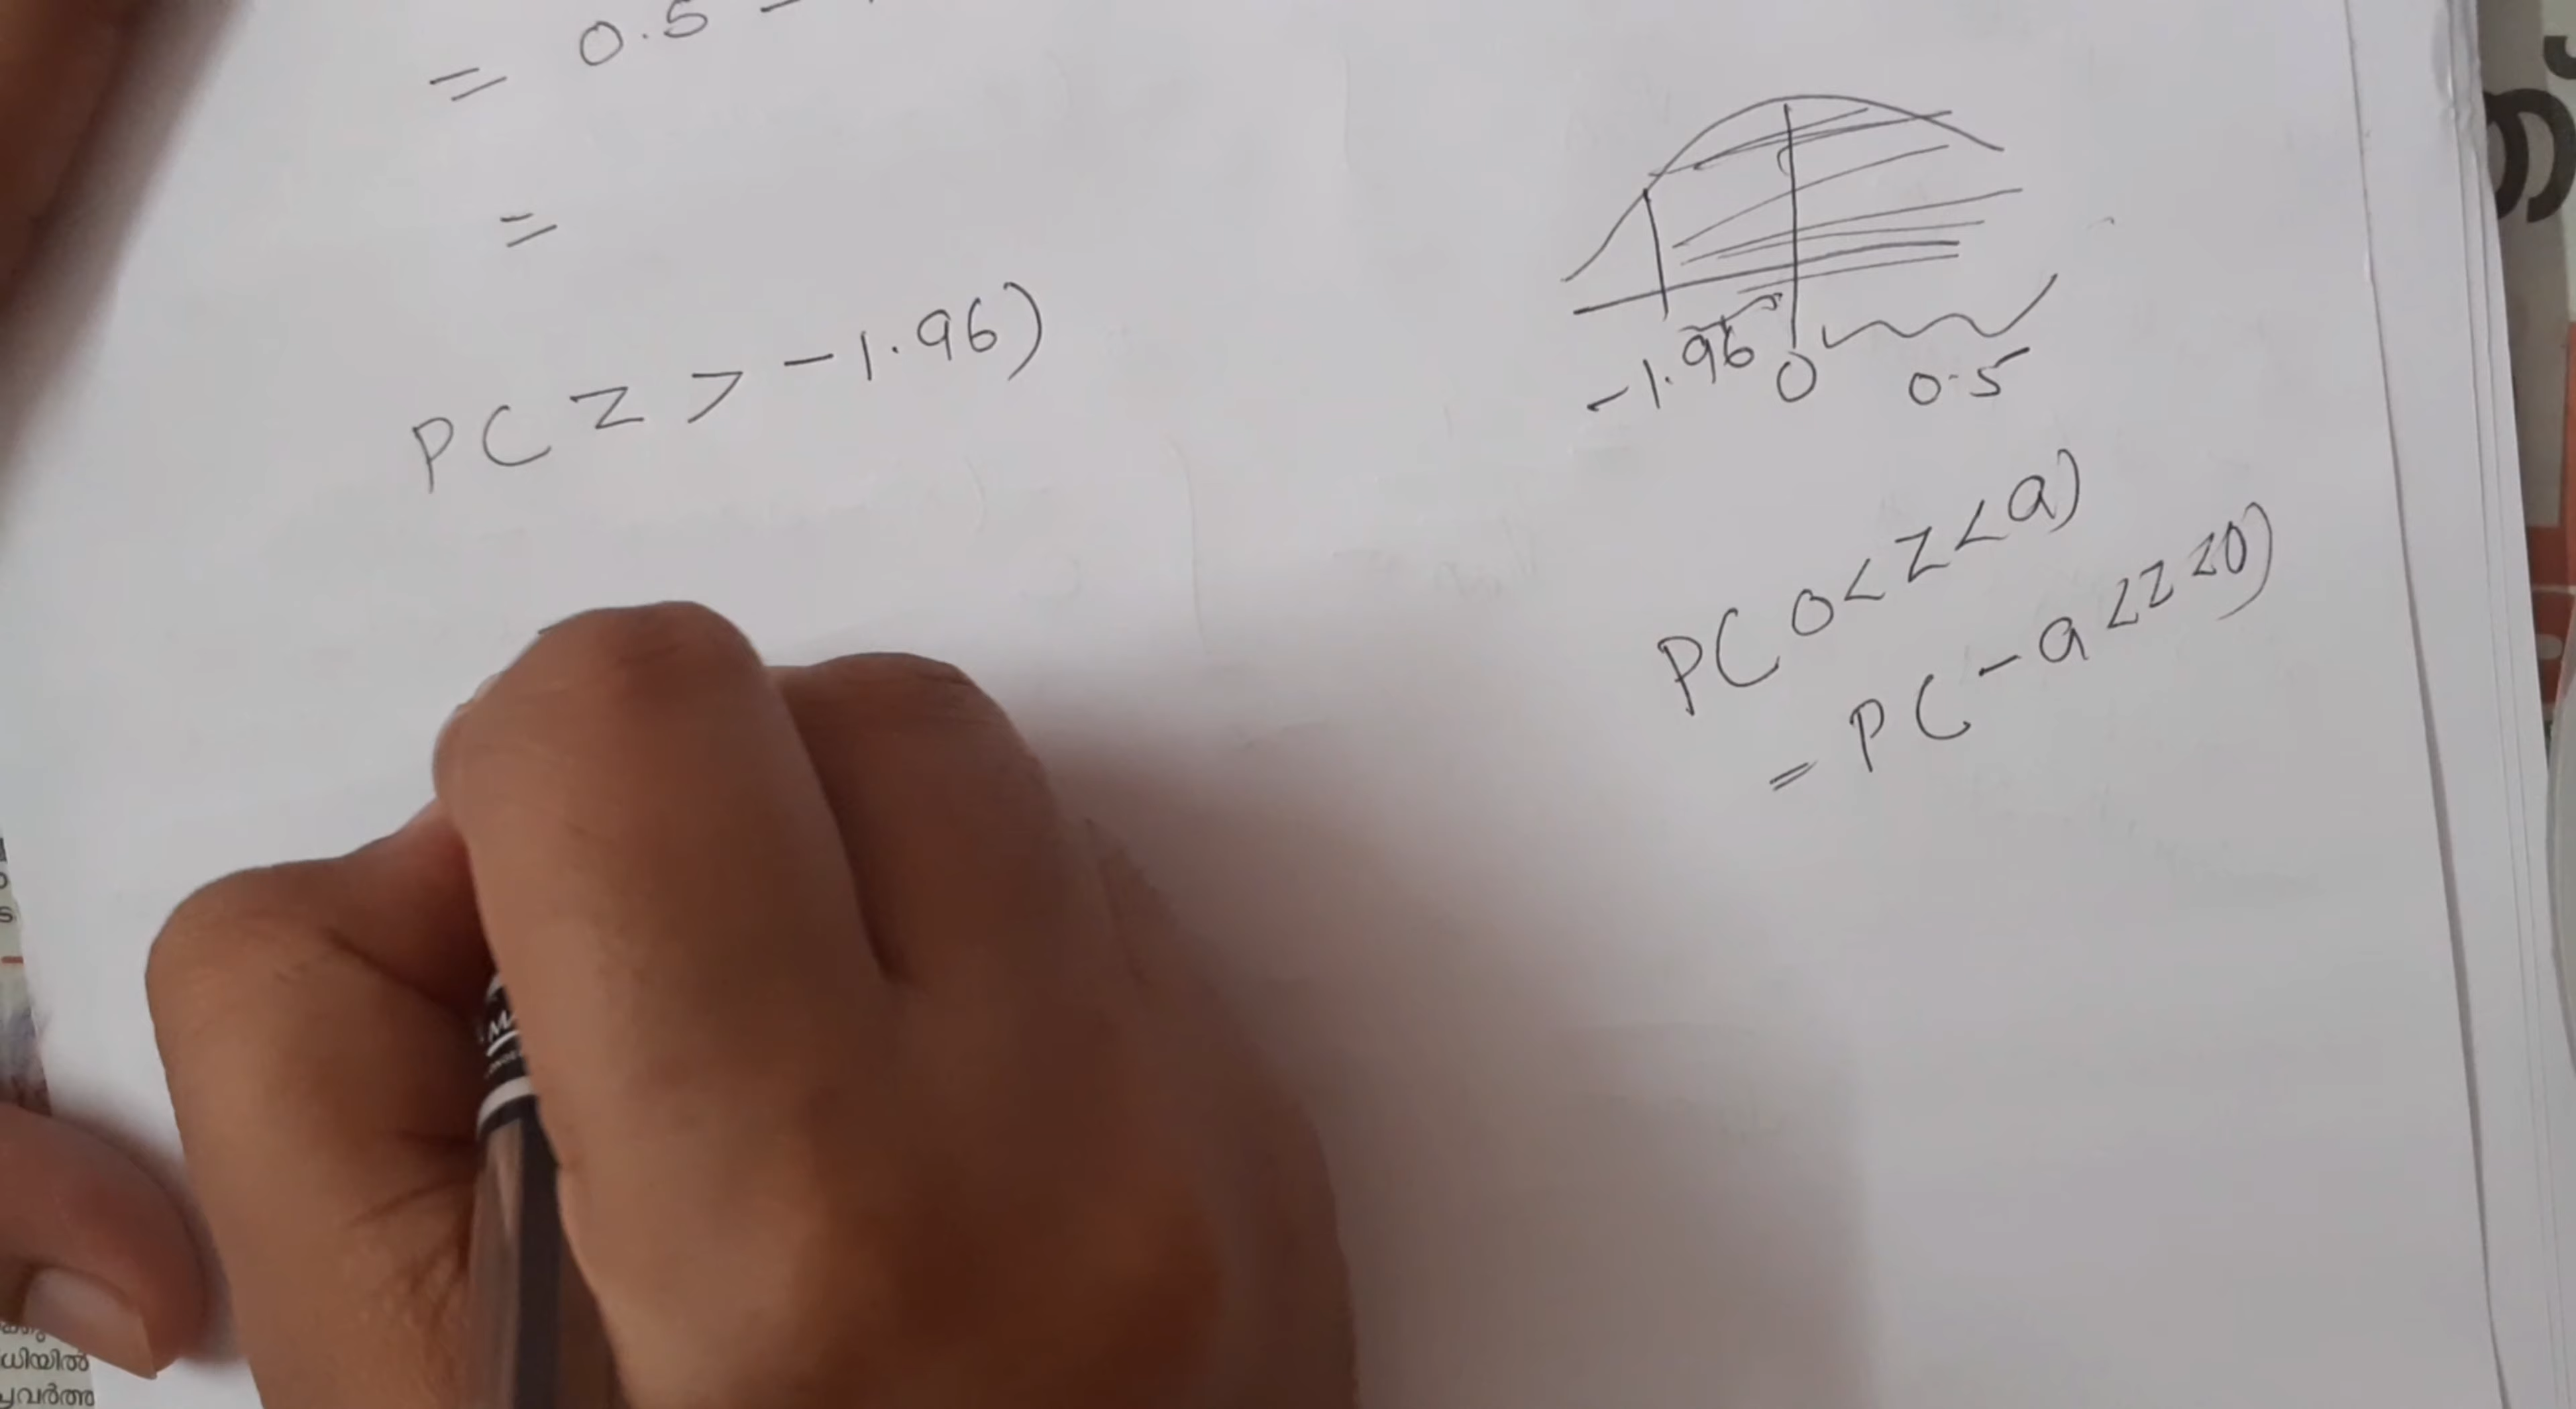 = 0.5 -
=
P( Z > -1.96)
-1.96 0 0.5
P( 0 < Z < a)
= P( -a < Z < 0)
ധിയിൽ